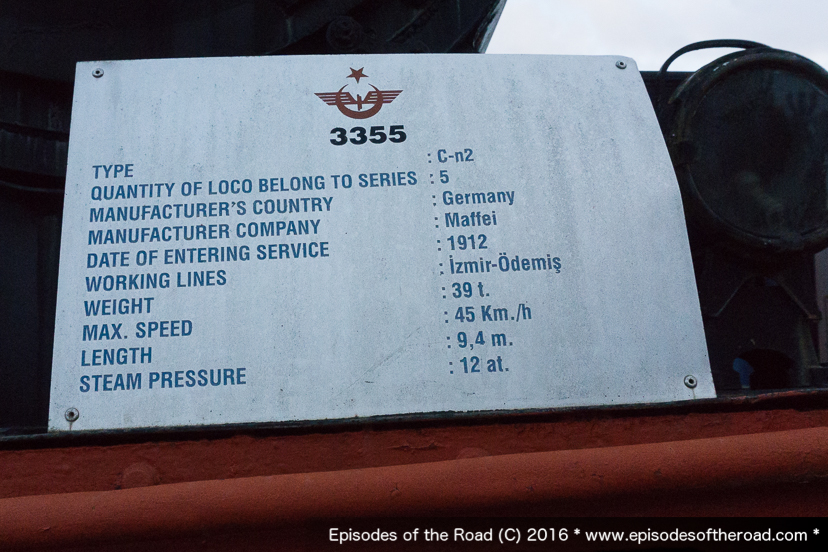 3355
TYPE : C-n2
QUANTITY OF LOCO BELONG TO SERIES : 5
MANUFACTURER'S COUNTRY : Germany
MANUFACTURER COMPANY : Maffei
DATE OF ENTERING SERVICE : 1912
WORKING LINES : İzmir-Ödemiş
WEIGHT : 39 t.
MAX. SPEED : 45 Km./h
LENGTH : 9,4 m.
STEAM PRESSURE : 12 at.
Episodes of the Road (C) 2016 * www.episodesoftheroad.com *